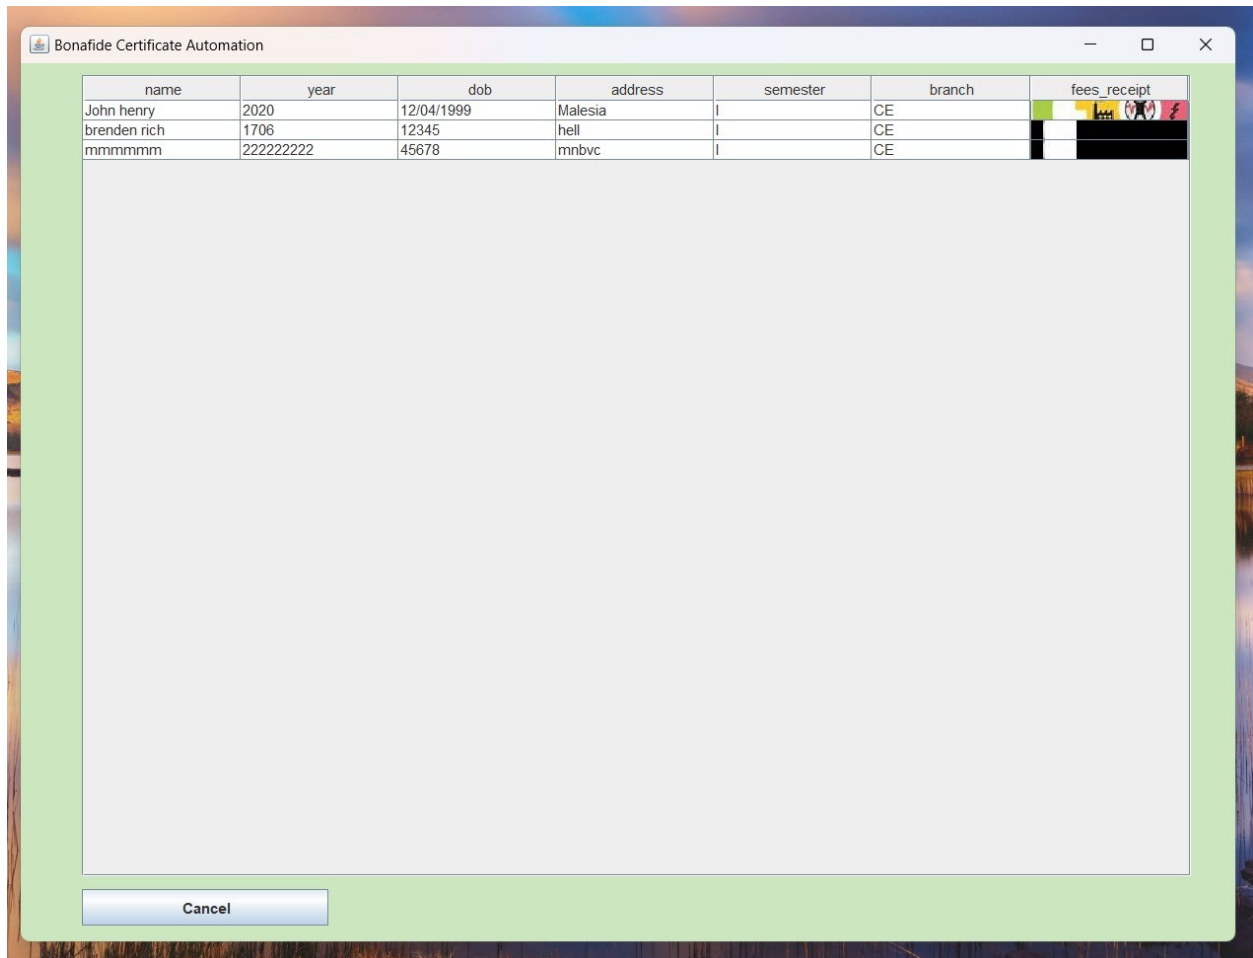 Bonafide Certificate Automation
name year dob address semester branch fees_receipt
John henry 2020 12/04/1999 Malesia I CE
brenden rich 1706 12345 hell I CE
mmmmmm 222222222 45678 mnbvc I CE
Cancel